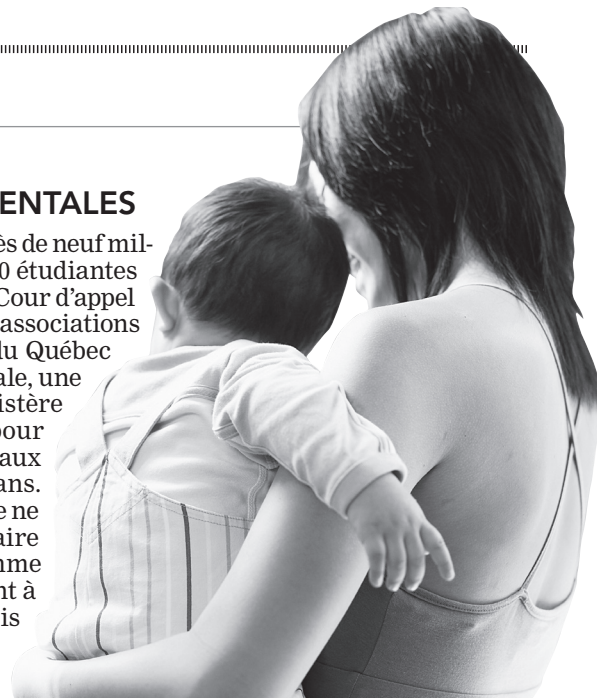 ENTALES
ès de neuf mil-
0 étudiantes
Cour d'appel
associations
du Québec
ale, une
istère
pour
aux
ans.
e ne
aire
mme
nt à
is